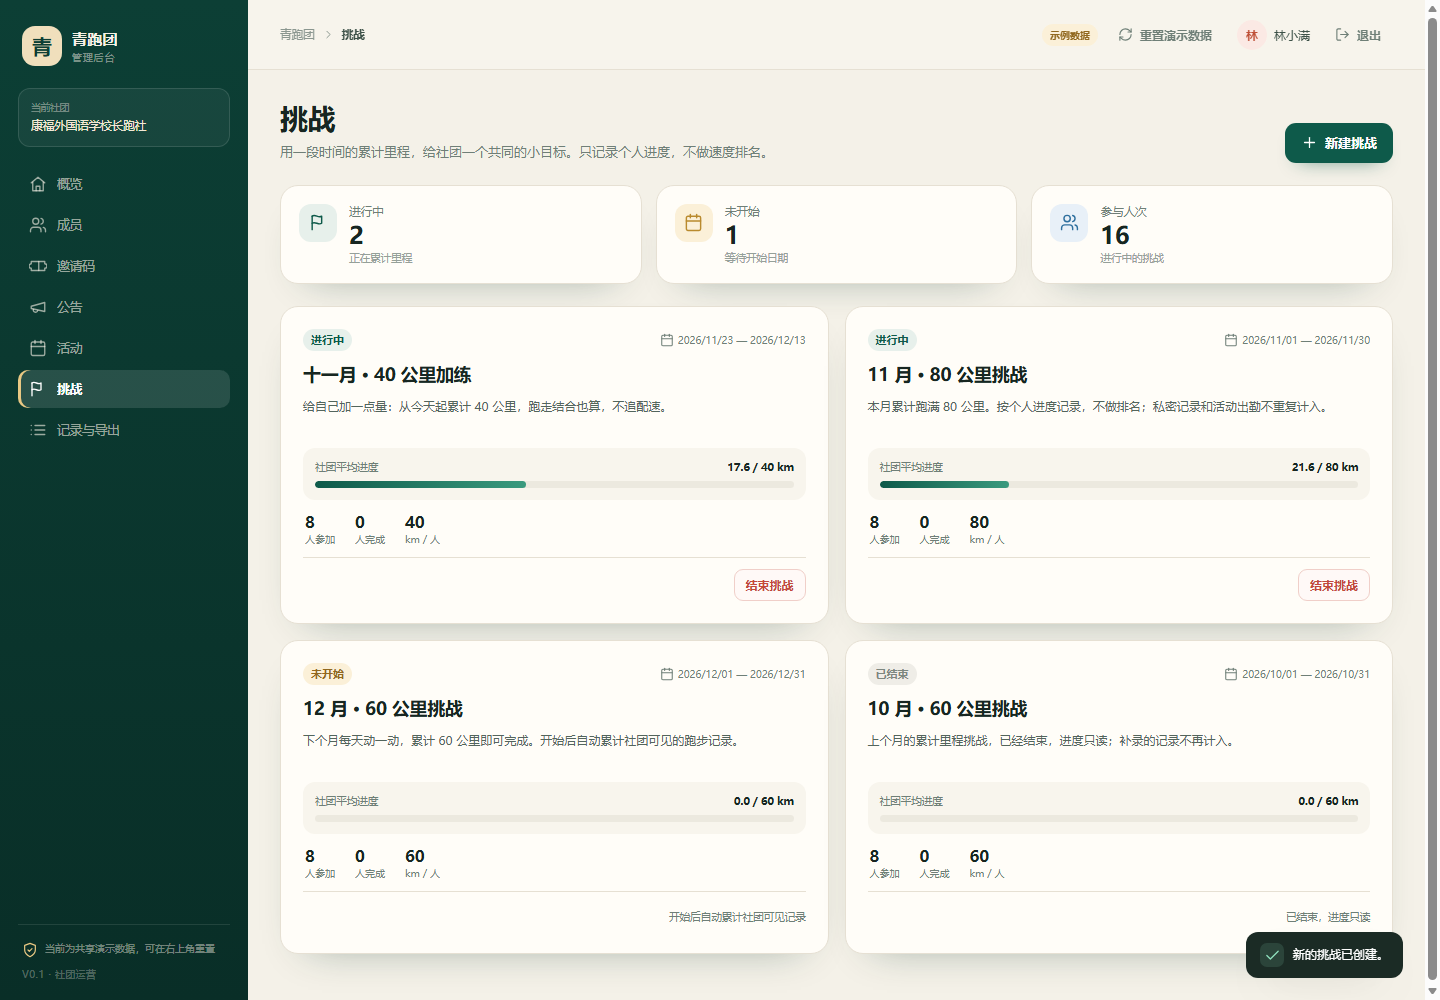 青
青跑团
管理后台
当前社团
康福外国语学校长跑社
概览
成员
邀请码
公告
活动
挑战
记录与导出
当前为共享演示数据，可在右上角重置
V0.1 · 社团运营
青跑团 > 挑战
示例数据
重置演示数据
林
林小满
退出
挑战
用一段时间的累计里程，给社团一个共同的小目标。只记录个人进度，不做速度排名。
+ 新建挑战
进行中
2
正在累计里程
未开始
1
等待开始日期
参与人次
16
进行中的挑战
进行中
2026/11/23 — 2026/12/13
十一月 · 40 公里加练
给自己加一点量：从今天起累计 40 公里，跑走结合也算，不追配速。
社团平均进度
17.6 / 40 km
8
0
40
人参加
人完成
km / 人
结束挑战
进行中
2026/11/01 — 2026/11/30
11 月 · 80 公里挑战
本月累计跑满 80 公里。按个人进度记录，不做排名；私密记录和活动出勤不重复计入。
社团平均进度
21.6 / 80 km
8
0
80
人参加
人完成
km / 人
结束挑战
未开始
2026/12/01 — 2026/12/31
12 月 · 60 公里挑战
下个月每天动一动，累计 60 公里即可完成。开始后自动累计社团可见的跑步记录。
社团平均进度
0.0 / 60 km
8
0
60
人参加
人完成
km / 人
开始后自动累计社团可见记录
已结束
2026/10/01 — 2026/10/31
10 月 · 60 公里挑战
上个月的累计里程挑战，已经结束，进度只读；补录的记录不再计入。
社团平均进度
0.0 / 60 km
8
0
60
人参加
人完成
km / 人
已结束，进度只读
新的挑战已创建。